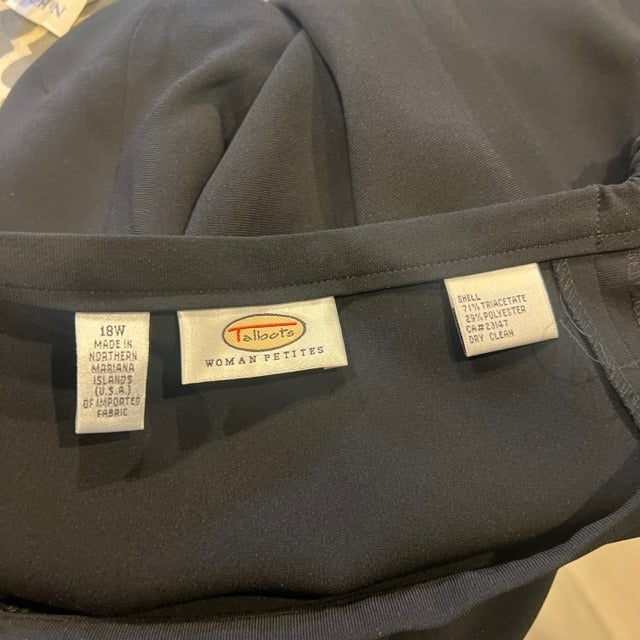 18W
MADE IN
NORTHERN
MARIANA
ISLANDS
(U.S.A.)
OF IMPORTED
FABRIC
Talbots
WOMAN PETITES
SHELL
71% TRIACETATE
29% POLYESTER
CA# 23147
DRY CLEAN